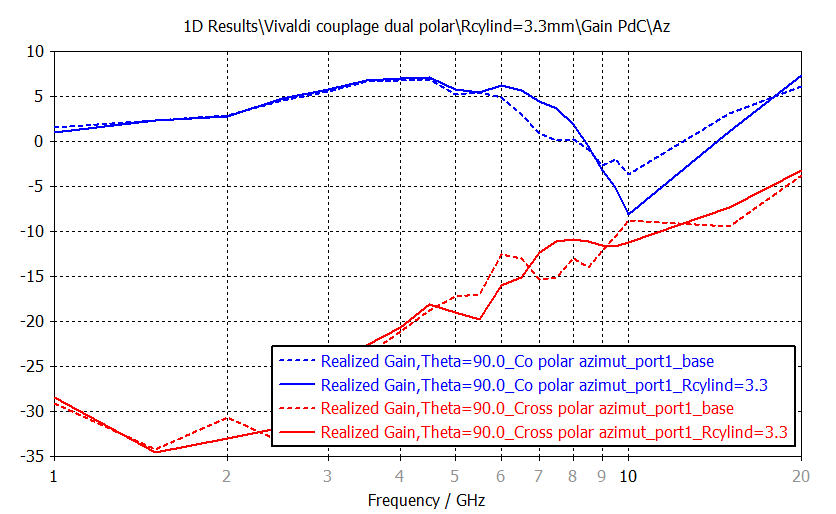 1D Results\Vivaldi couplage dual polar\Rcylind=3.3mm\Gain PdC\Az
10
5
0
-5
-10
-15
-20
-25
-30
-35
Realized Gain,Theta=90.0_Co polar azimut_port1_base
Realized Gain,Theta=90.0_Co polar azimut_port1_Rcylind=3.3
Realized Gain,Theta=90.0_Cross polar azimut_port1_base
Realized Gain,Theta=90.0_Cross polar azimut_port1_Rcylind=3.3
1 2 3 4 5 6 7 8 9 10 20
Frequency / GHz